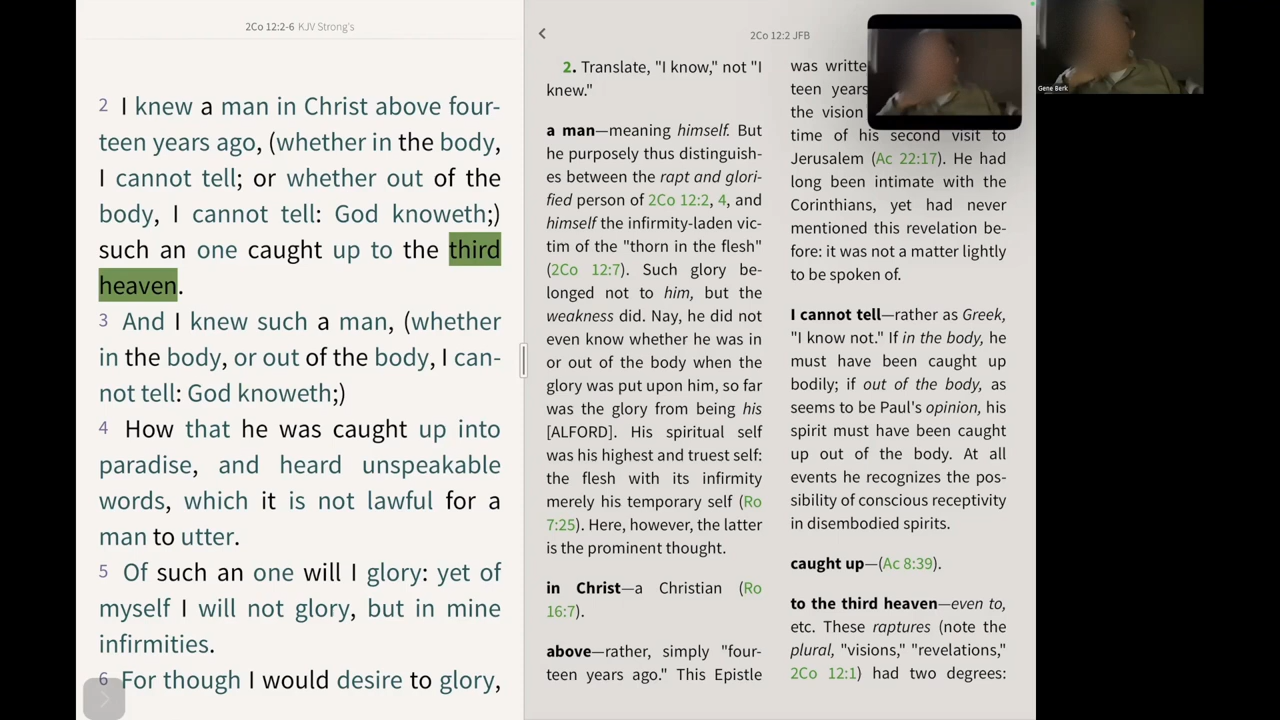 2Co 12:2-6 KJV Strong's
2 I knew a man in Christ above four-
teen years ago, (whether in the body,
I cannot tell; or whether out of the
body, I cannot tell: God knoweth;)
such an one caught up to the third
heaven.
3 And I knew such a man, (whether
in the body, or out of the body, I can-
not tell: God knoweth;)
4 How that he was caught up into
paradise, and heard unspeakable
words, which it is not lawful for a
man to utter.
5 Of such an one will I glory: yet of
myself I will not glory, but in mine
infirmities.
6 For though I would desire to glory,
2Co 12:2 JFB
2. Translate, "I know," not "I
knew."
a man—meaning himself. But
he purposely thus distinguish-
es between the rapt and glori-
fied person of 2Co 12:2, 4, and
himself the infirmity-laden vic-
tim of the "thorn in the flesh"
(2Co 12:7). Such glory be-
longed not to him, but the
weakness did. Nay, he did not
even know whether he was in
or out of the body when the
glory was put upon him, so far
was the glory from being his
[ALFORD]. His spiritual self
was his highest and truest self:
the flesh with its infirmity
merely his temporary self (Ro
7:25). Here, however, the latter
is the prominent thought.
in Christ—a Christian (Ro
16:7).
above—rather, simply "four-
teen years ago." This Epistle
was
teen years
the vision
time of his second visit to
Jerusalem (Ac 22:17). He had
long been intimate with the
Corinthians, yet had never
mentioned this revelation be-
fore: it was not a matter lightly
to be spoken of.
I cannot tell—rather as Greek,
"I know not." If in the body, he
must have been caught up
bodily; if out of the body, as
seems to be Paul's opinion, his
spirit must have been caught
up out of the body. At all
events he recognizes the pos-
sibility of conscious receptivity
in disembodied spirits.
caught up—(Ac 8:39).
to the third heaven—even to,
etc. These raptures (note the
plural, "visions," "revelations,"
2Co 12:1) had two degrees:
Gene Berk